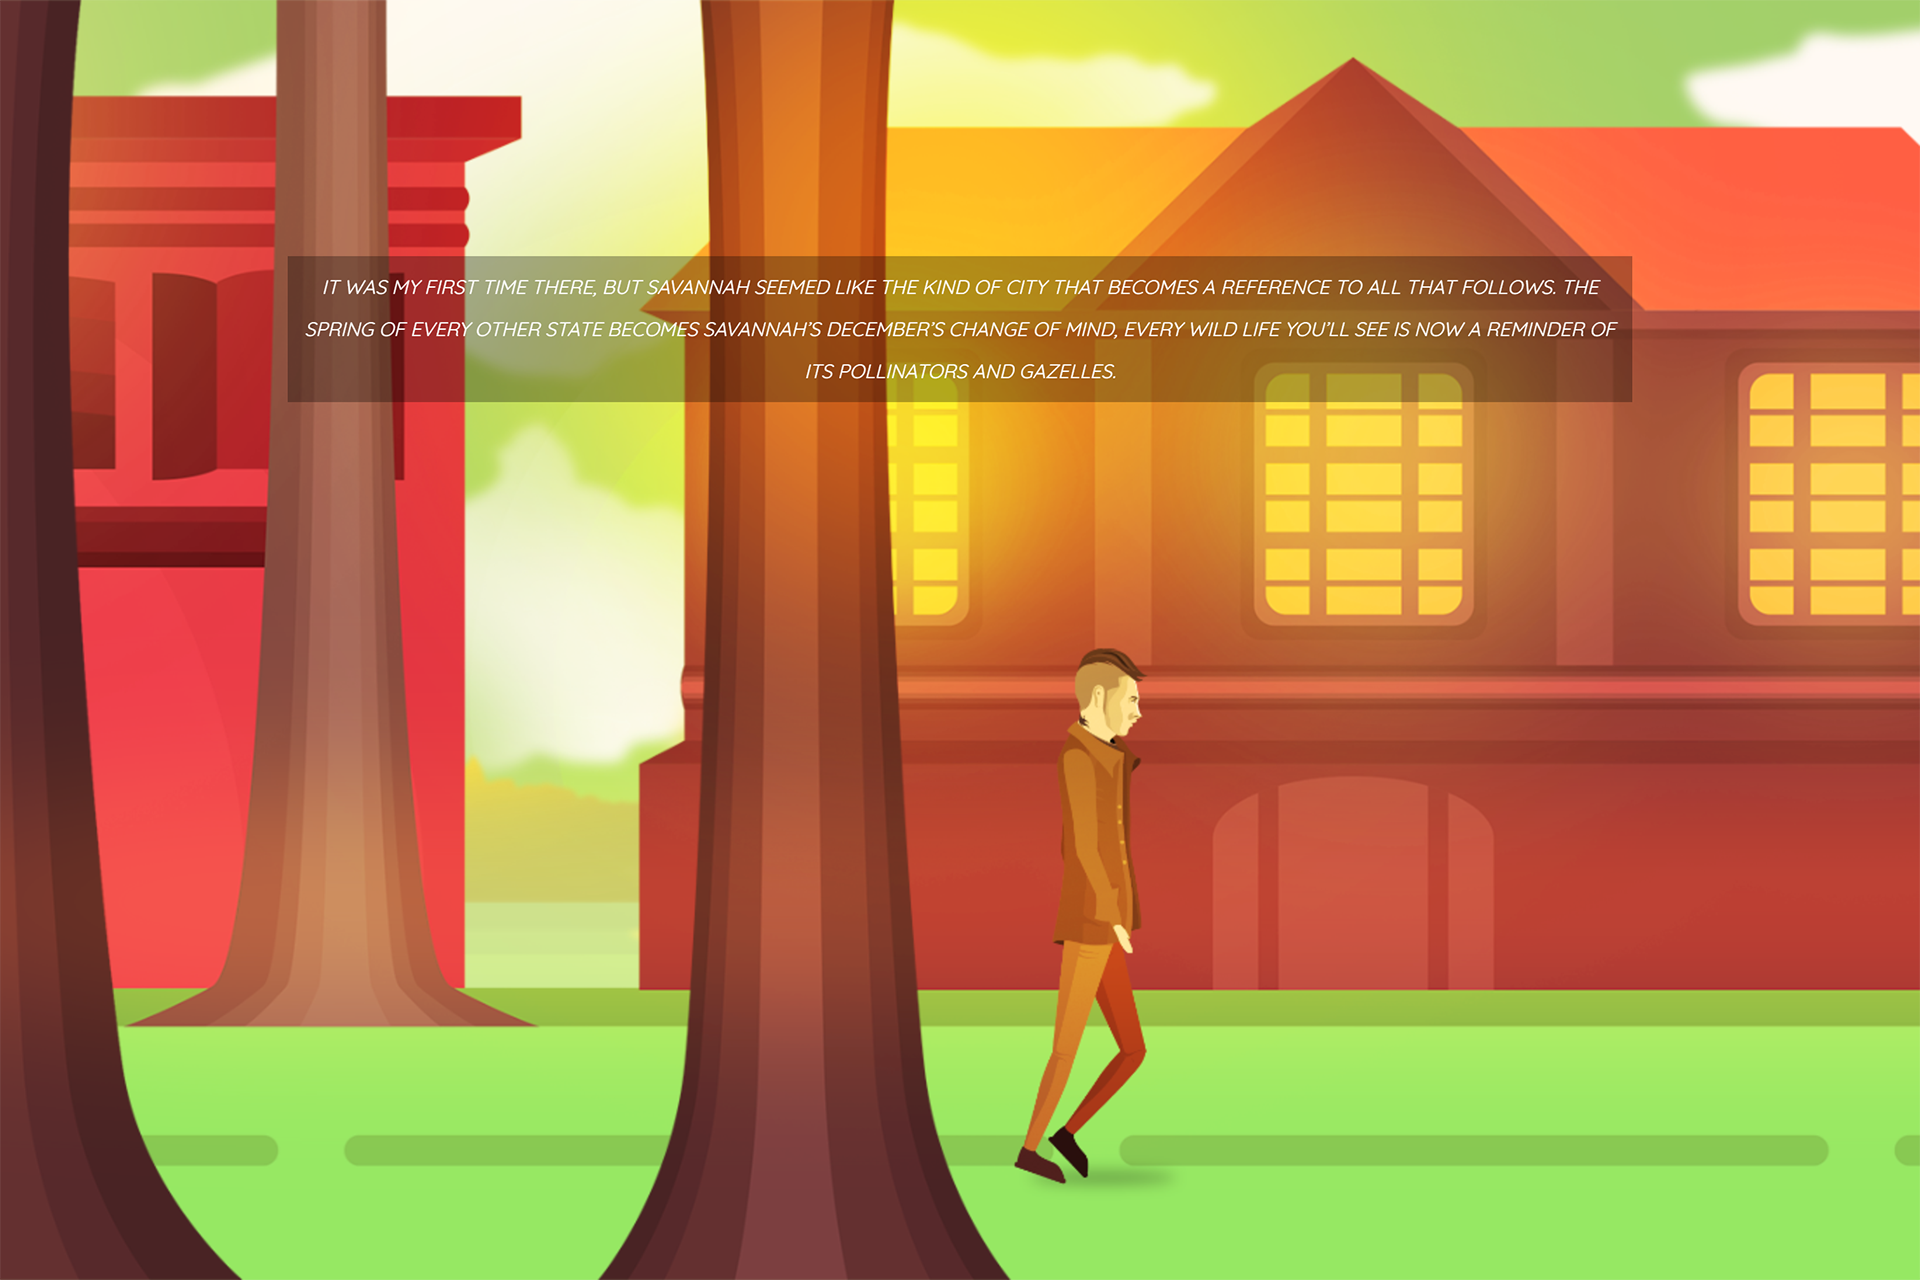 IT WAS MY FIRST TIME THERE, BUT SAVANNAH SEEMED LIKE THE KIND OF CITY THAT BECOMES A REFERENCE TO ALL THAT FOLLOWS. THE
SPRING OF EVERY OTHER STATE BECOMES SAVANNAH'S DECEMBER'S CHANGE OF MIND, EVERY WILD LIFE YOU'LL SEE IS NOW A REMINDER OF
ITS POLLINATORS AND GAZELLES.